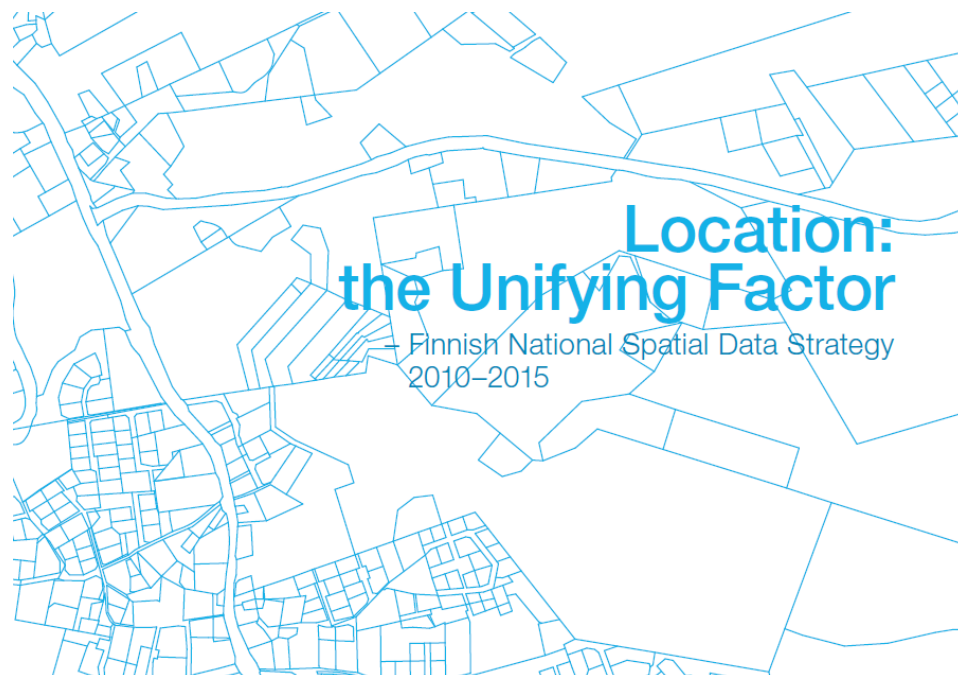 Location:
the Unifying Factor
– Finnish National Spatial Data Strategy
2010–2015